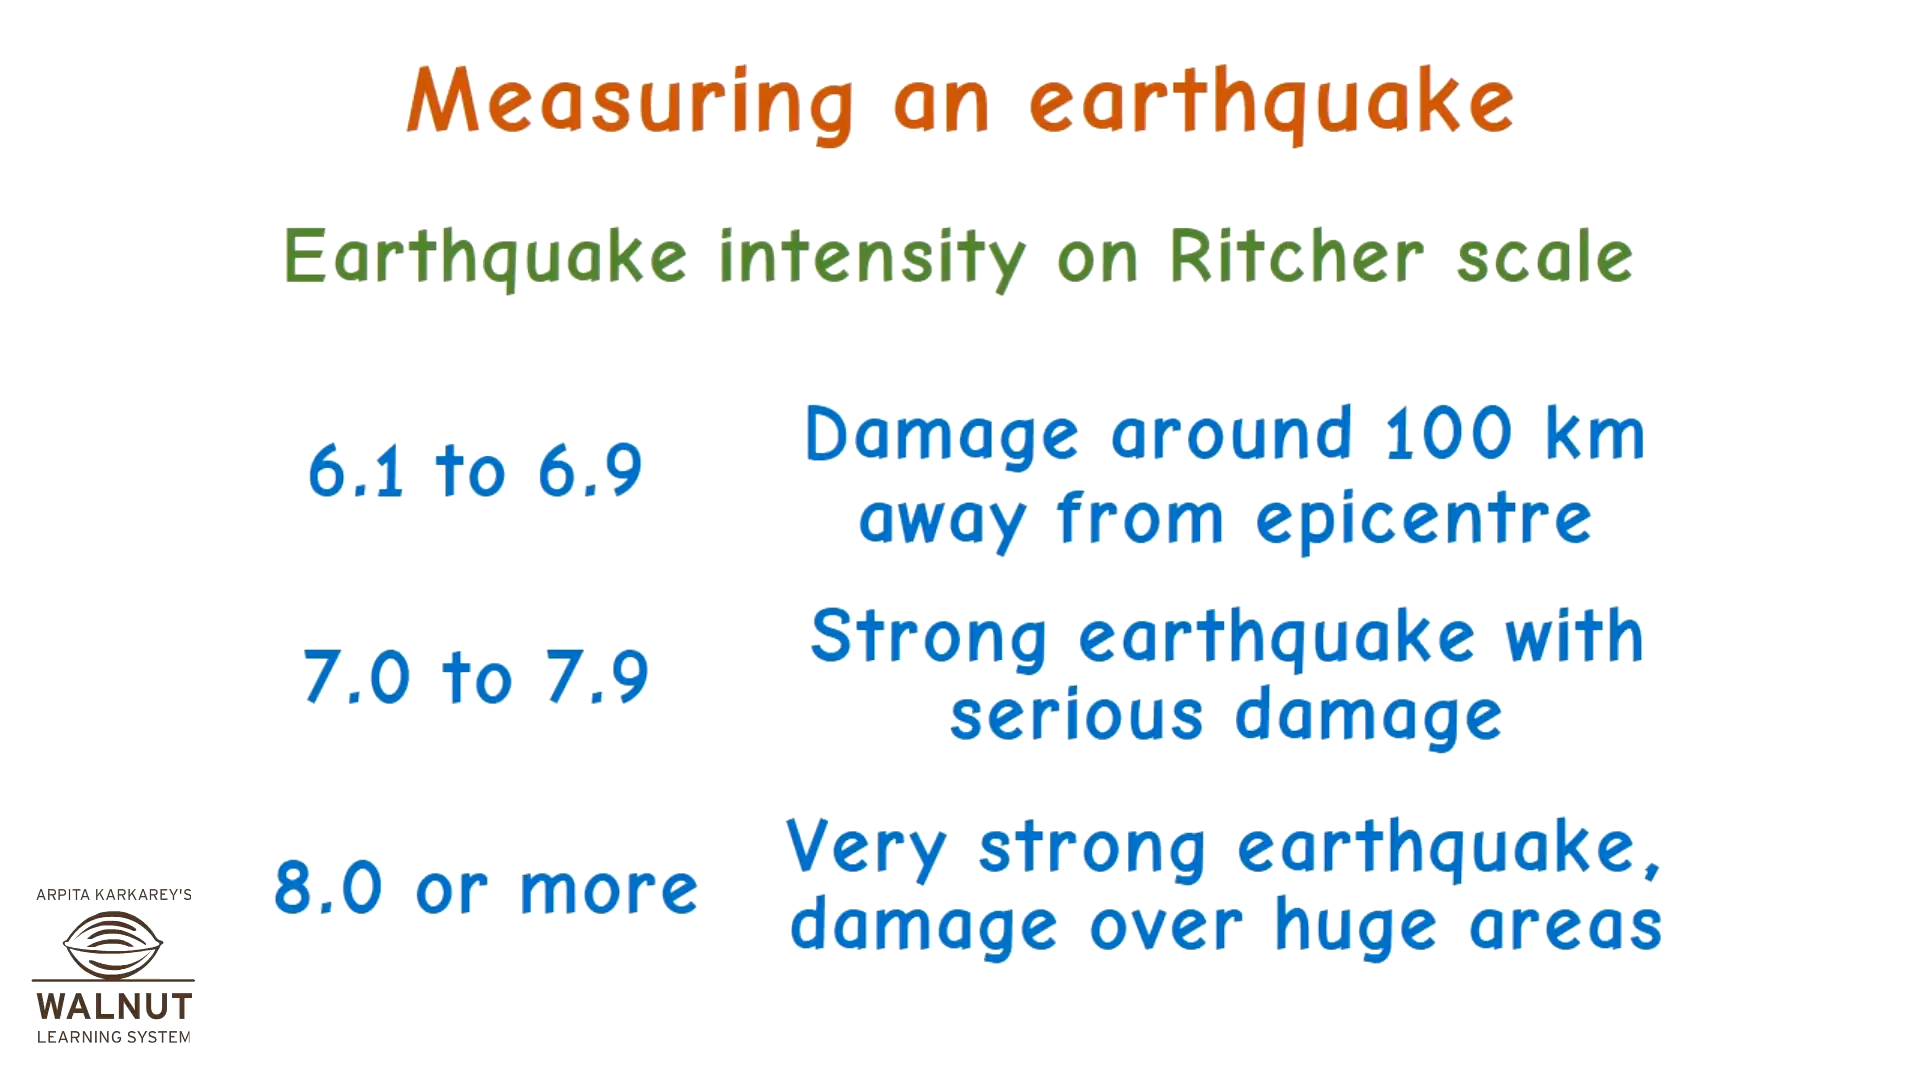 Measuring an earthquake
Earthquake intensity on Ritcher scale
6.1 to 6.9
Damage around 100 km
away from epicentre
7.0 to 7.9
Strong earthquake with
serious damage
8.0 or more
Very strong earthquake,
damage over huge areas
ARPITA KARKAREY'S
WALNUT
LEARNING SYSTEM